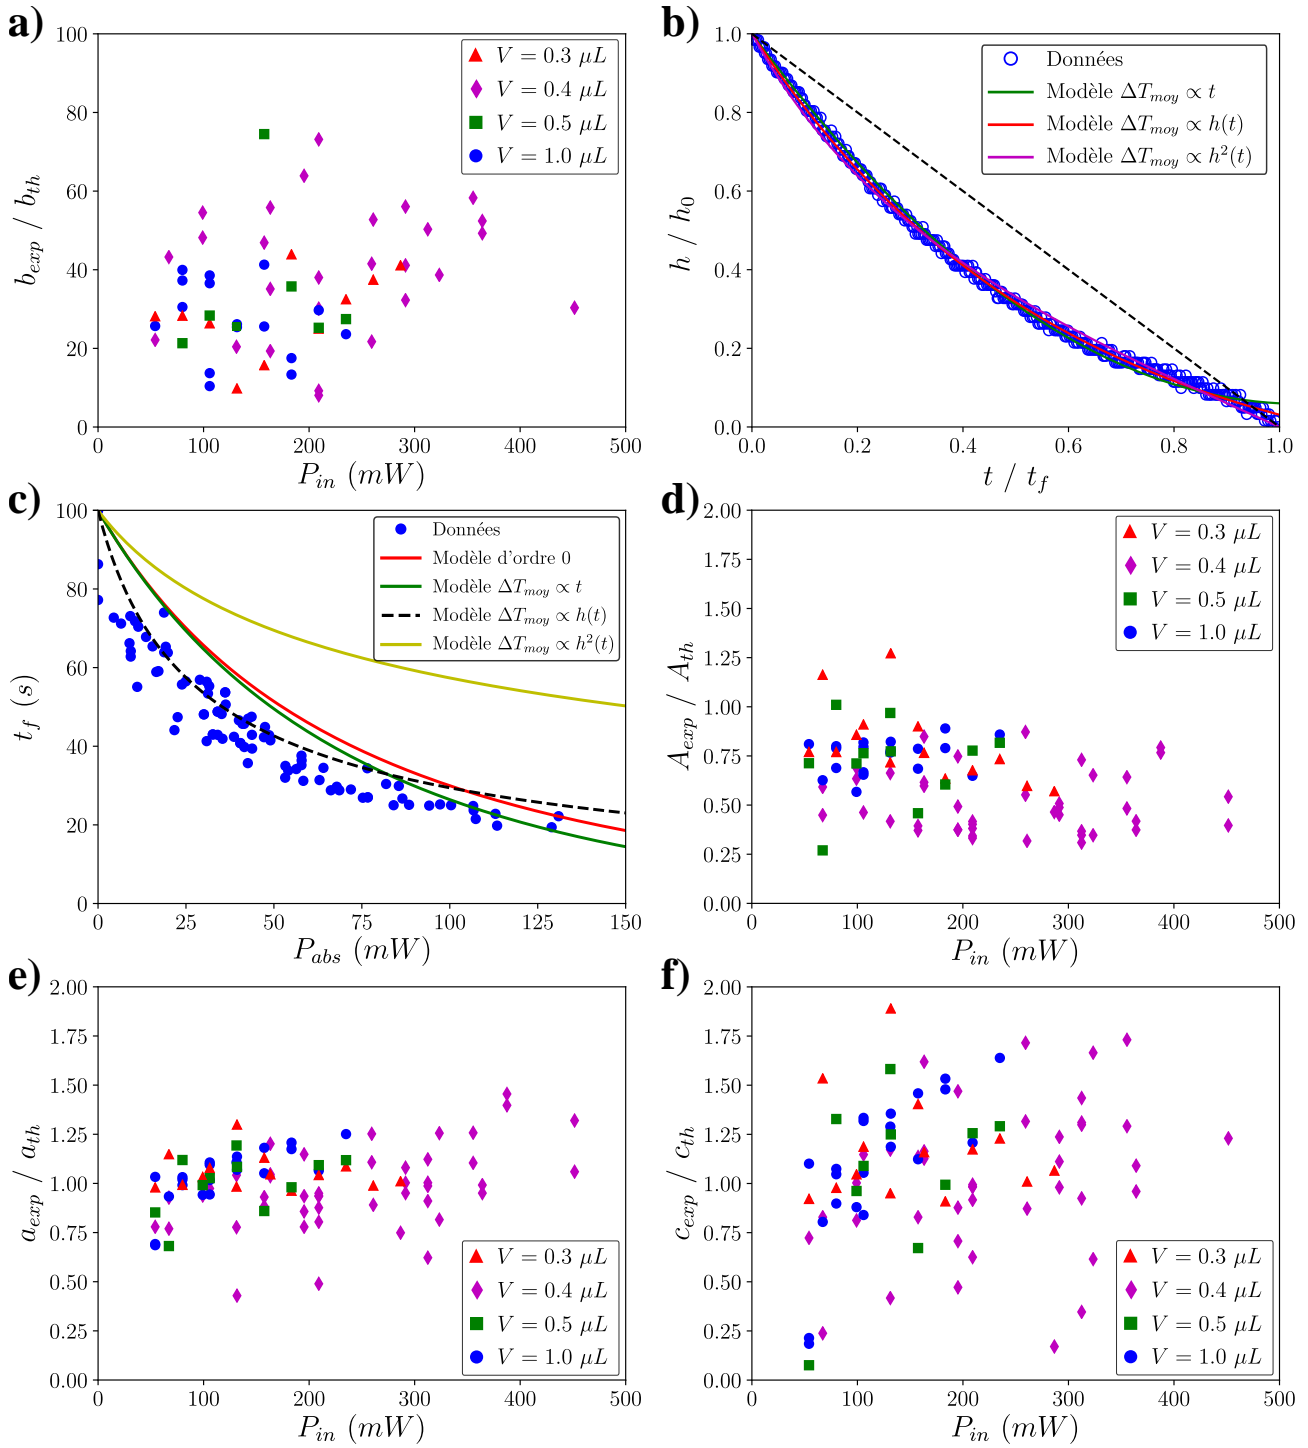 a)
100
80
60
40
20
0
b_exp / b_th
V = 0.3 μL
V = 0.4 μL
V = 0.5 μL
V = 1.0 μL
0 100 200 300 400 500
P_in (mW)
b)
1.0
0.8
0.6
0.4
0.2
0.0
h / h_0
Données
Modèle ΔT_moy ∝ t
Modèle ΔT_moy ∝ h(t)
Modèle ΔT_moy ∝ h²(t)
0.0 0.2 0.4 0.6 0.8 1.0
t / t_f
c)
100
80
60
40
20
0
t_f (s)
Données
Modèle d'ordre 0
Modèle ΔT_moy ∝ t
Modèle ΔT_moy ∝ h(t)
Modèle ΔT_moy ∝ h²(t)
0 25 50 75 100 125 150
P_abs (mW)
d)
2.00
1.75
1.50
1.25
1.00
0.75
0.50
0.25
0.00
A_exp / A_th
V = 0.3 μL
V = 0.4 μL
V = 0.5 μL
V = 1.0 μL
0 100 200 300 400 500
P_in (mW)
e)
2.00
1.75
1.50
1.25
1.00
0.75
0.50
0.25
0.00
a_exp / a_th
V = 0.3 μL
V = 0.4 μL
V = 0.5 μL
V = 1.0 μL
0 100 200 300 400 500
P_in (mW)
f)
2.00
1.75
1.50
1.25
1.00
0.75
0.50
0.25
0.00
c_exp / c_th
V = 0.3 μL
V = 0.4 μL
V = 0.5 μL
V = 1.0 μL
0 100 200 300 400 500
P_in (mW)